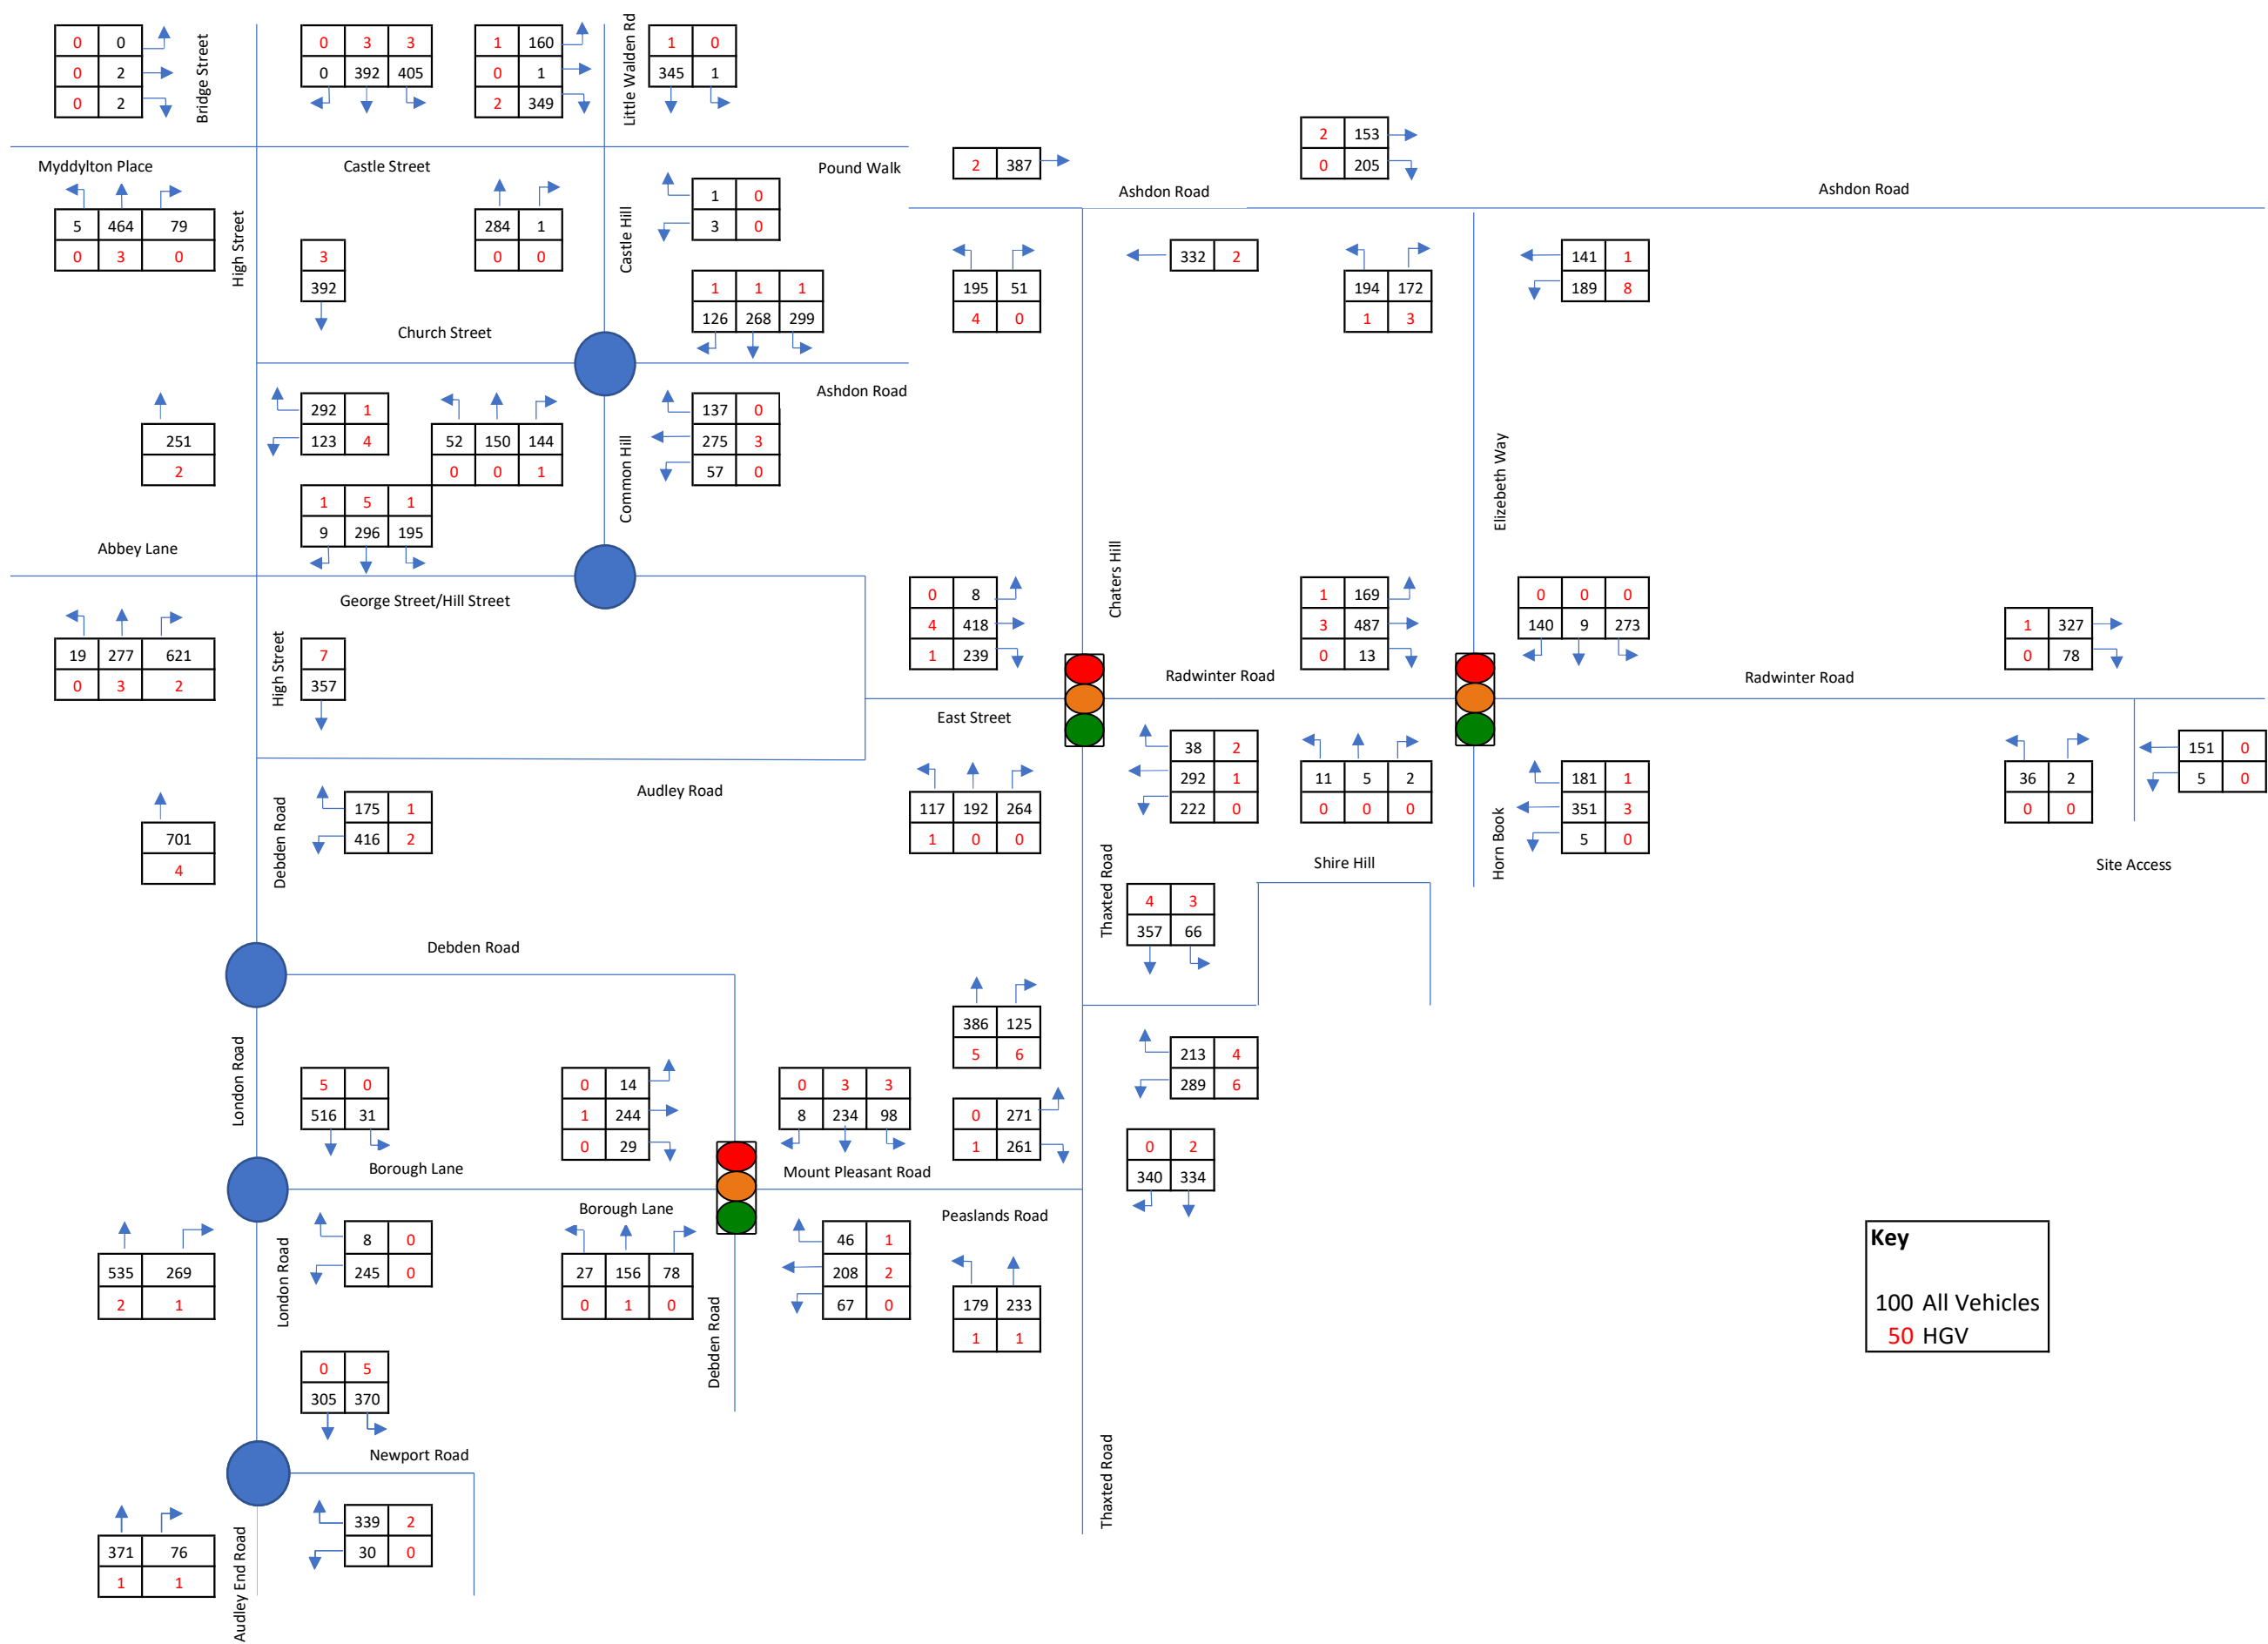 0 0
0 2
0 2
Bridge Street
0 3 3
0 392 405
1 160
0 1
2 349
Little Walden Rd
1 0
345 1
Myddylton Place
Castle Street
Pound Walk
2 387
2 153
0 205
Ashdon Road
Ashdon Road
5 464 79
0 3 0
High Street
3
392
284 1
0 0
Castle Hill
1 0
3 0
1 1 1
126 268 299
195 51
4 0
332 2
194 172
1 3
141 1
189 8
Church Street
Ashdon Road
251
2
292 1
123 4
52 150 144
0 0 1
Common Hill
137 0
275 3
57 0
1 5 1
9 296 195
Elizebeth Way
Abbey Lane
George Street/Hill Street
19 277 621
0 3 2
High Street
7
357
0 8
4 418
1 239
Chaters Hill
1 169
3 487
0 13
0 0 0
140 9 273
1 327
0 78
Radwinter Road
Radwinter Road
East Street
701
4
Debden Road
175 1
416 2
Audley Road
117 192 264
1 0 0
38 2
292 1
222 0
11 5 2
0 0 0
Horn Book
181 1
351 3
5 0
36 2
0 0
151 0
5 0
Site Access
Shire Hill
Thaxted Road
4 3
357 66
Debden Road
386 125
5 6
213 4
289 6
London Road
5 0
516 31
0 14
1 244
0 29
0 3 3
8 234 98
0 271
1 261
0 2
340 334
Borough Lane
Mount Pleasant Road
Borough Lane
Peaslands Road
535 269
2 1
London Road
8 0
245 0
27 156 78
0 1 0
Debden Road
46 1
208 2
67 0
179 233
1 1
Key
100 All Vehicles
50 HGV
0 5
305 370
Newport Road
Thaxted Road
371 76
1 1
Audley End Road
339 2
30 0